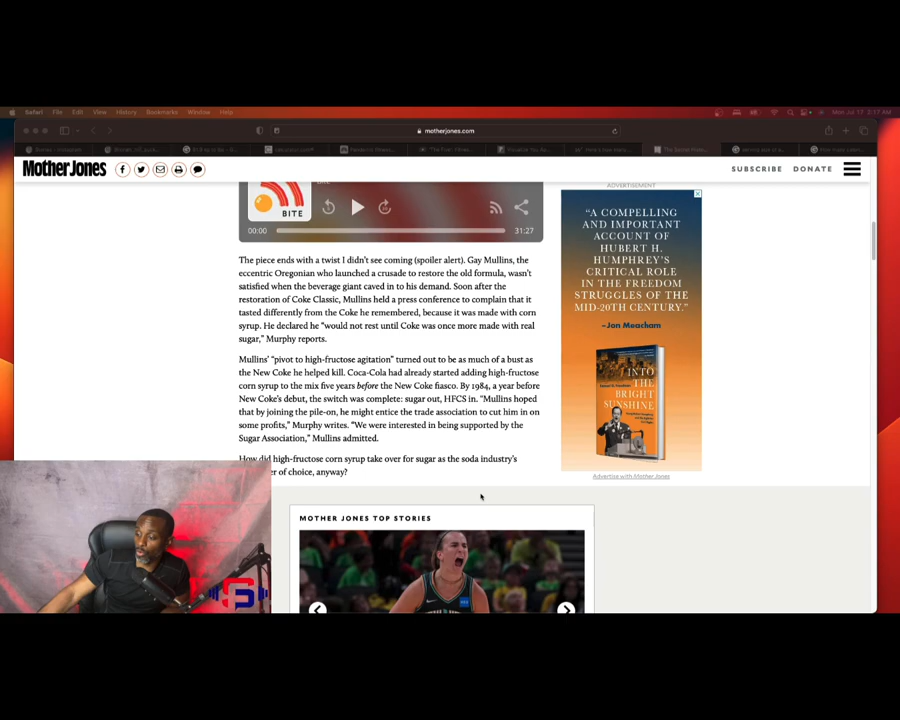 Safari File Edit View History Bookmarks Window Help
Mon Jul 17
motherjones.com
Mother Jones
SUBSCRIBE DONATE
BITE
00:00
31:27
ADVERTISEMENT
The piece ends with a twist I didn't see coming (spoiler alert). Gay Mullins, the
eccentric Oregonian who launched a crusade to restore the old formula, wasn't
satisfied when the beverage giant caved in to his demand. Soon after the
restoration of Coke Classic, Mullins held a press conference to complain that it
tasted differently from the Coke he remembered, because it was made with corn
syrup. He declared he "would not rest until Coke was once more made with real
sugar," Murphy reports.
Mullins' "pivot to high-fructose agitation" turned out to be as much of a bust as
the New Coke he helped kill. Coca-Cola had already started adding high-fructose
corn syrup to the mix five years before the New Coke fiasco. By 1984, a year before
New Coke's debut, the switch was complete: sugar out, HFCS in. "Mullins hoped
that by joining the pile-on, he might entice the trade association to cut him in on
some profits," Murphy writes. "We were interested in being supported by the
Sugar Association," Mullins admitted.
How did high-fructose corn syrup take over for sugar as the soda industry's
of choice, anyway?
"A COMPELLING
AND IMPORTANT
ACCOUNT OF
HUBERT H.
HUMPHREY'S
CRITICAL ROLE
IN THE FREEDOM
STRUGGLES OF THE
MID-20TH CENTURY."
–Jon Meacham
INTO
THE
BRIGHT
SUNSHINE
Advertise with Mother Jones
MOTHER JONES TOP STORIES